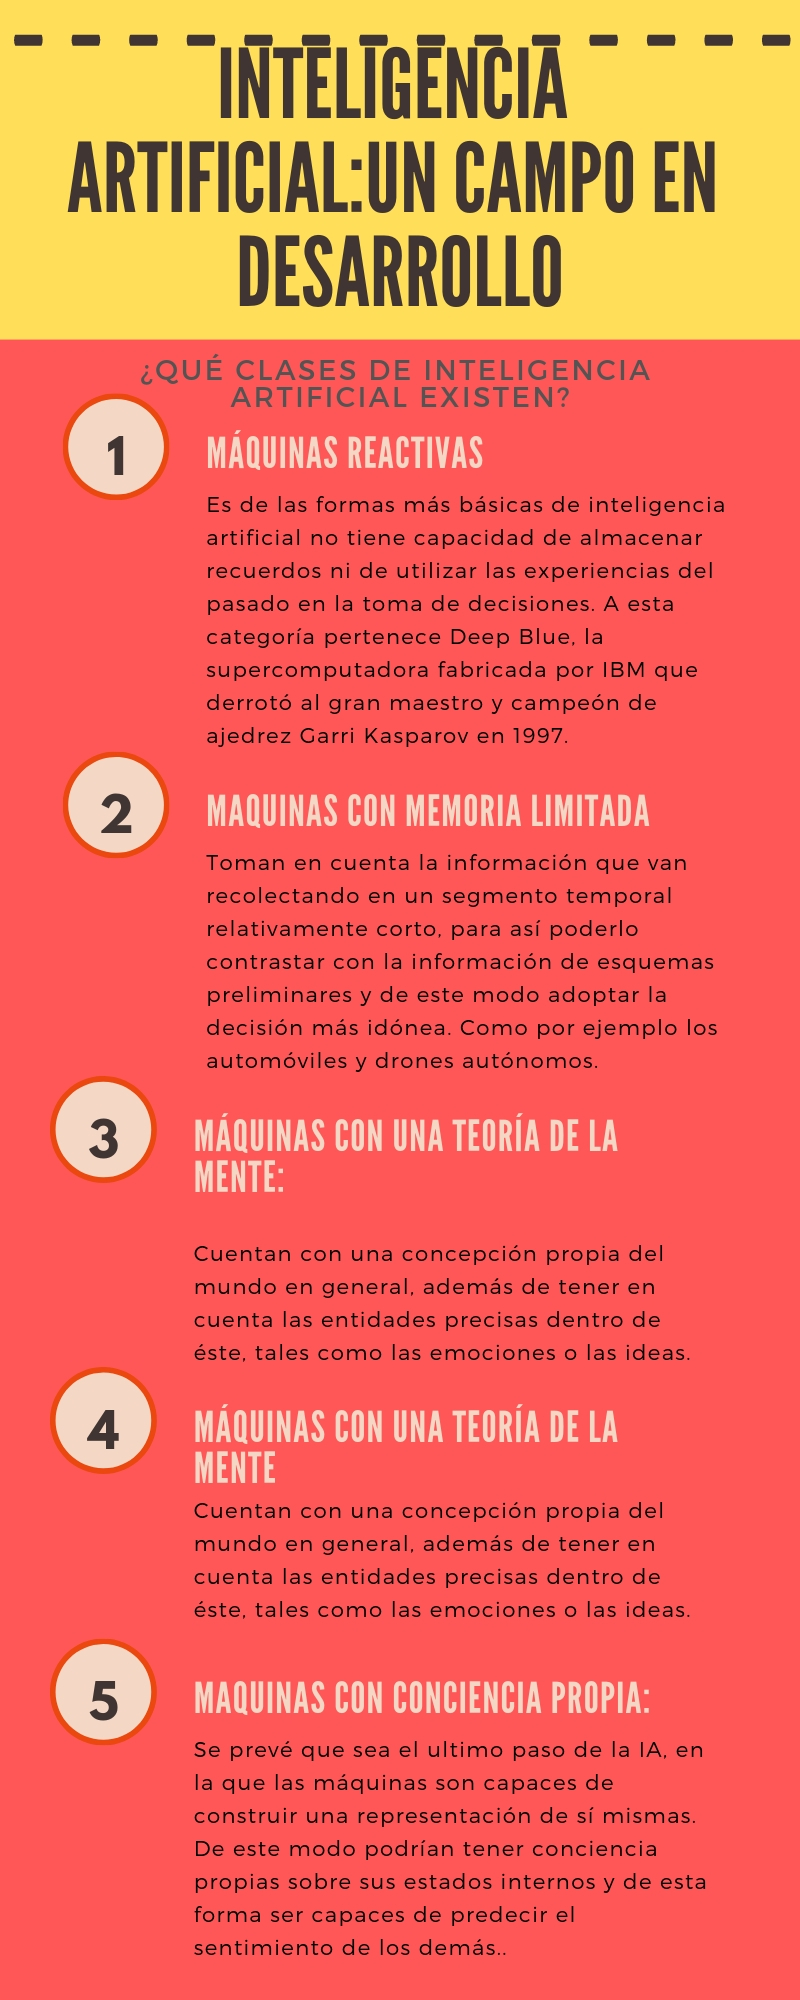 INTELIGENCIA
ARTIFICIAL:UN CAMPO EN
DESARROLLO
¿QUÉ CLASES DE INTELIGENCIA
ARTIFICIAL EXISTEN?
1
MÁQUINAS REACTIVAS
Es de las formas más básicas de inteligencia
artificial no tiene capacidad de almacenar
recuerdos ni de utilizar las experiencias del
pasado en la toma de decisiones. A esta
categoría pertenece Deep Blue, la
supercomputadora fabricada por IBM que
derrotó al gran maestro y campeón de
ajedrez Garri Kasparov en 1997.
2
MAQUINAS CON MEMORIA LIMITADA
Toman en cuenta la información que van
recolectando en un segmento temporal
relativamente corto, para así poderlo
contrastar con la información de esquemas
preliminares y de este modo adoptar la
decisión más idónea. Como por ejemplo los
automóviles y drones autónomos.
3
MÁQUINAS CON UNA TEORÍA DE LA
MENTE:
Cuentan con una concepción propia del
mundo en general, además de tener en
cuenta las entidades precisas dentro de
éste, tales como las emociones o las ideas.
4
MÁQUINAS CON UNA TEORÍA DE LA
MENTE
Cuentan con una concepción propia del
mundo en general, además de tener en
cuenta las entidades precisas dentro de
éste, tales como las emociones o las ideas.
5
MAQUINAS CON CONCIENCIA PROPIA:
Se prevé que sea el ultimo paso de la IA, en
la que las máquinas son capaces de
construir una representación de sí mismas.
De este modo podrían tener conciencia
propias sobre sus estados internos y de esta
forma ser capaces de predecir el
sentimiento de los demás..